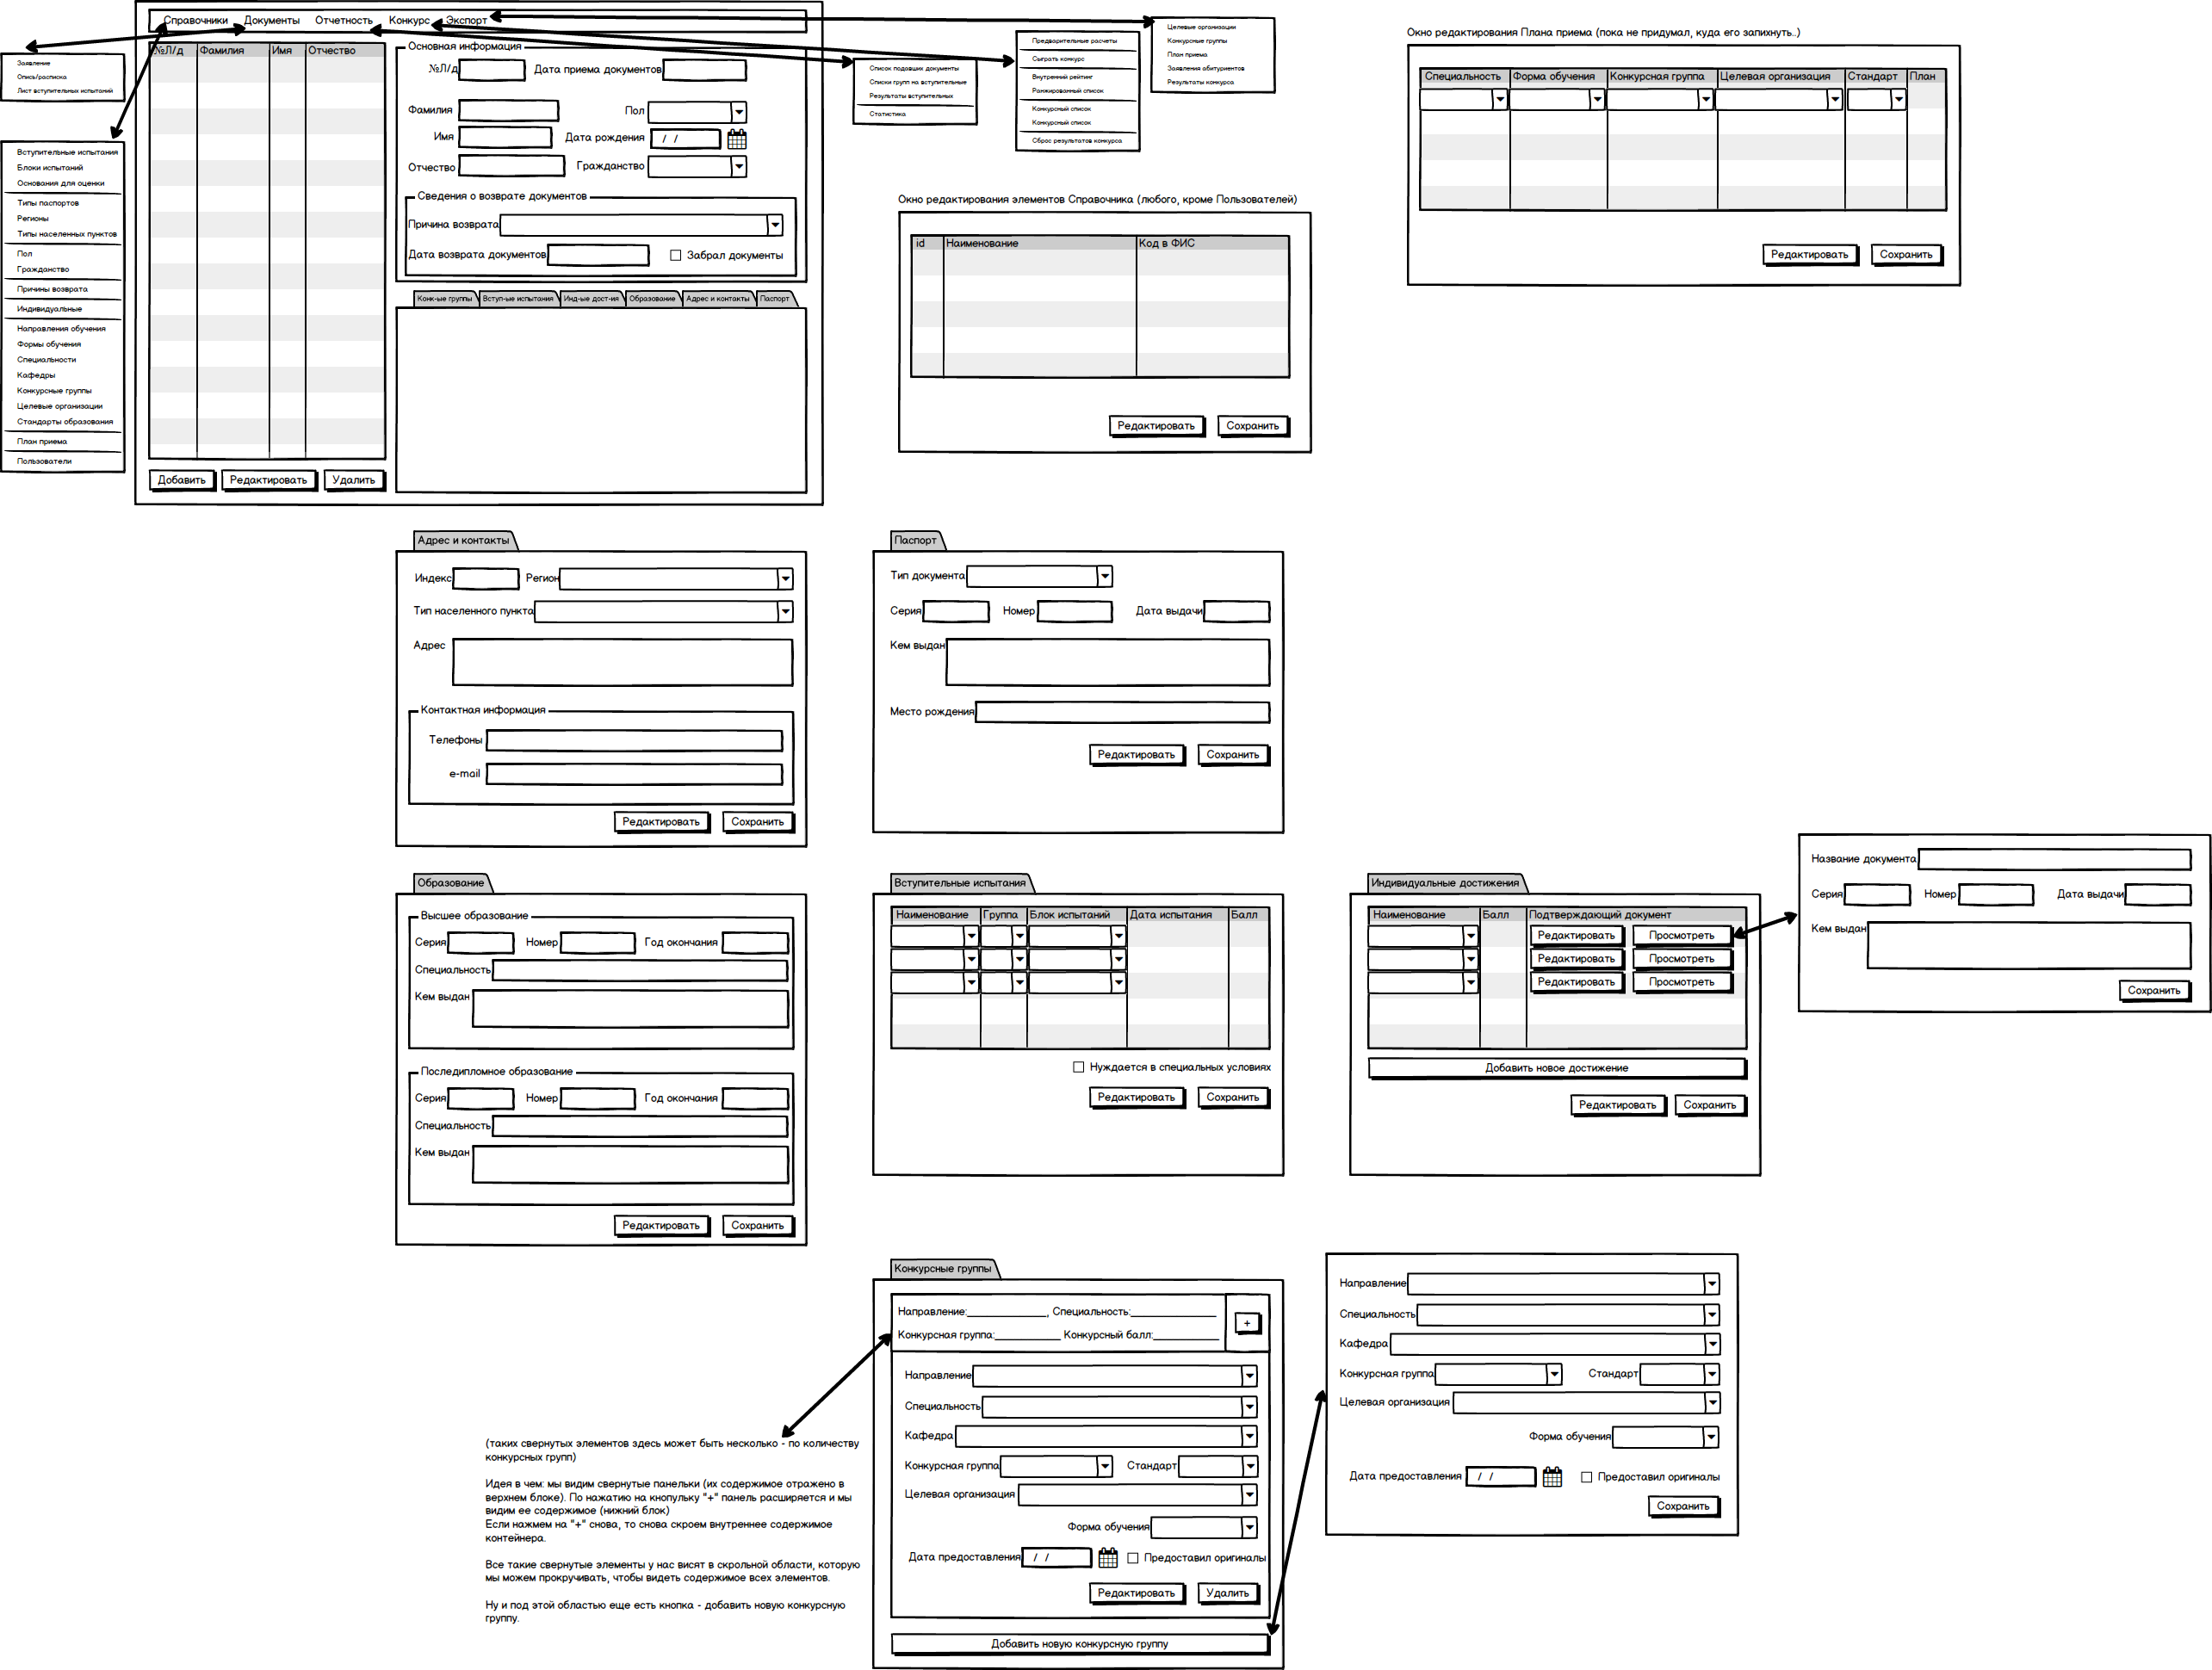 Справочники Документы Отчетность Конкурс Экспорт
Заявление
Опись/расписка
Лист вступительных испытаний
Вступительные испытания
Блоки испытаний
Основания для оценки
Типы паспортов
Регионы
Типы населенных пунктов
Пол
Гражданство
Причины возврата
Индивидуальные
Направления обучения
Формы обучения
Специальности
Кафедры
Конкурсные группы
Целевые организации
Стандарты образования
План приема
Пользователи
№Л/д Фамилия Имя Отчество
Добавить Редактировать Удалить
Основная информация
№Л/д Дата приема документов
Фамилия Пол
Имя Дата рождения / /
Отчество Гражданство
Сведения о возврате документов
Причина возврата
Дата возврата документов Забрал документы
Конк-ые группы Вступ-ые испытания Инд-ые дост-ия Образование Адрес и контакты Паспорт
Список подавших документы
Списки групп на вступительные
Результаты вступительных
Статистика
Предварительные расчеты
Сыграть конкурс
Внутренний рейтинг
Ранжированный список
Конкурсный список
Конкурсный список
Сброс результатов конкурса
Целевые организации
Конкурсные группы
План приема
Заявления абитуриентов
Результаты конкурса
Окно редактирования элементов Справочника (любого, кроме Пользователей)
id Наименование Код в ФИС
Редактировать Сохранить
Окно редактирования Плана приема (пока не придумал, куда его запихнуть..)
Специальность Форма обучения Конкурсная группа Целевая организация Стандарт План
Редактировать Сохранить
Адрес и контакты
Индекс Регион
Тип населенного пункта
Адрес
Контактная информация
Телефоны
e-mail
Редактировать Сохранить
Паспорт
Тип документа
Серия Номер Дата выдачи
Кем выдан
Место рождения
Редактировать Сохранить
Образование
Высшее образование
Серия Номер Год окончания
Специальность
Кем выдан
Последипломное образование
Серия Номер Год окончания
Специальность
Кем выдан
Редактировать Сохранить
Вступительные испытания
Наименование Группа Блок испытаний Дата испытания Балл
Нуждается в специальных условиях
Редактировать Сохранить
Индивидуальные достижения
Наименование Балл Подтверждающий документ
Редактировать Просмотреть
Редактировать Просмотреть
Редактировать Просмотреть
Добавить новое достижение
Редактировать Сохранить
Название документа
Серия Номер Дата выдачи
Кем выдан
Сохранить
Конкурсные группы
Направление:____________, Специальность:____________
Конкурсная группа:__________ Конкурсный балл:__________
+
Направление
Специальность
Кафедра
Конкурсная группа Стандарт
Целевая организация
Форма обучения
Дата предоставления / / Предоставил оригиналы
Редактировать Удалить
Добавить новую конкурсную группу
(таких свернутых элементов здесь может быть несколько - по количеству
конкурсных групп)
Идея в чем: мы видим свернутые панельки (их содержимое отражено в
верхнем блоке). По нажатию на кнопульку "+" панель расширяется и мы
видим ее содержимое (нижний блок)
Если нажмем на "+" снова, то снова скроем внутреннее содержимое
контейнера.
Все такие свернутые элементы у нас висят в скрольной области, которую
мы можем прокручивать, чтобы видеть содержимое всех элементов.
Ну и под этой областью еще есть кнопка - добавить новую конкурсную
группу.
Направление
Специальность
Кафедра
Конкурсная группа Стандарт
Целевая организация
Форма обучения
Дата предоставления / / Предоставил оригиналы
Сохранить